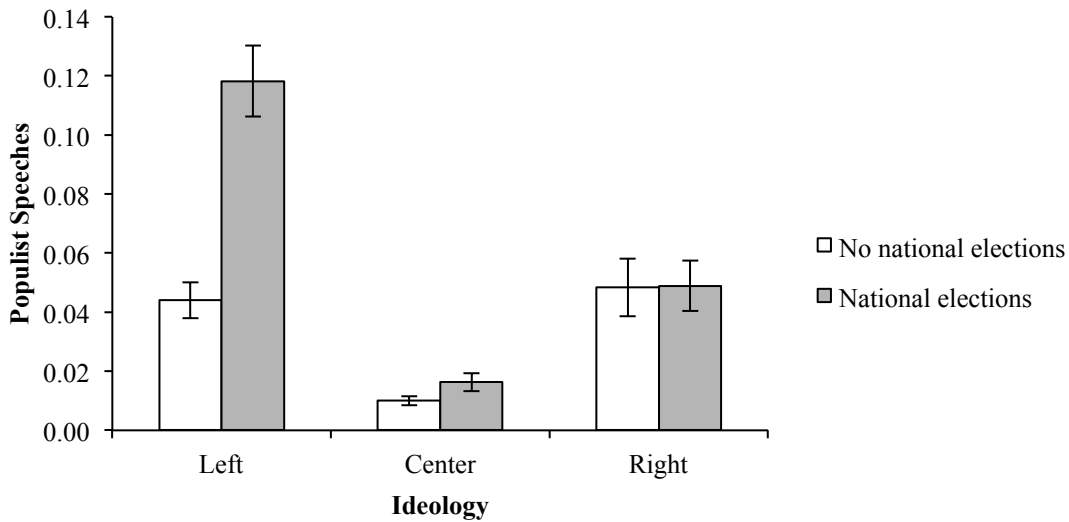 0.14
0.12
0.10
0.08
0.06
0.04
0.02
0.00
Populist Speeches
Left
Center
Right
Ideology
No national elections
National elections